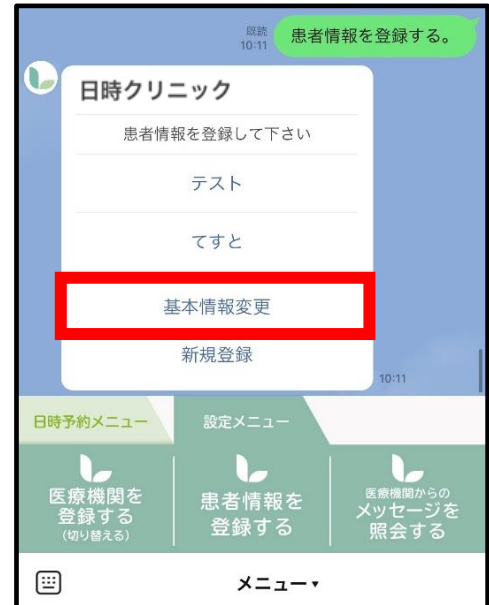 既読
10:11
患者情報を登録する。
日時クリニック
患者情報を登録して下さい
テスト
てすと
基本情報変更
新規登録
10:11
日時予約メニュー
設定メニュー
医療機関を
登録する
(切り替える)
患者情報を
登録する
医療機関からの
メッセージを
照会する
メニュー▾